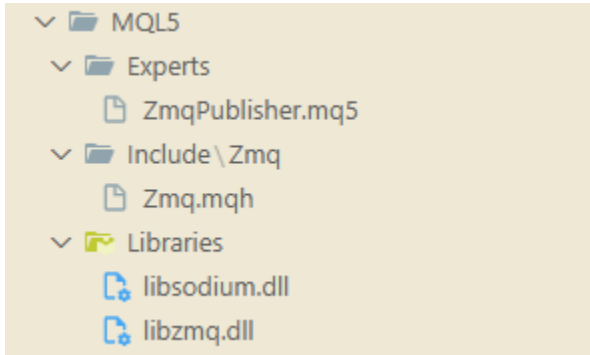 MQL5
Experts
ZmqPublisher.mq5
Include\Zmq
Zmq.mqh
Libraries
libsodium.dll
libzmq.dll